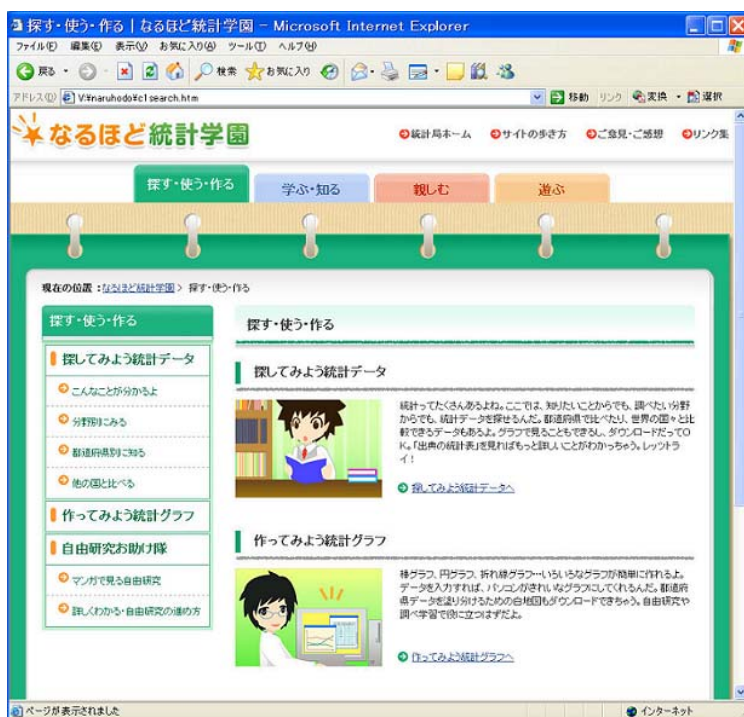 探す・使う・作る | なるほど統計学園 - Microsoft Internet Explorer
ファイル(F) 編集(E) 表示(V) お気に入り(A) ツール(T) ヘルプ(H)
戻る 検索 お気に入り
アドレス(D) V:¥naruhodo¥c1search.htm 移動 リンク 変換 選択
なるほど統計学園
統計局ホーム サイトの歩き方 ご意見・ご感想 リンク集
探す・使う・作る 学ぶ・知る 親しむ 遊ぶ
現在の位置 :なるほど統計学園 > 探す・使う・作る
探す・使う・作る
探してみよう統計データ
こんなことが分かるよ
分野別にみる
都道府県別に知る
他の国と比べる
作ってみよう統計グラフ
自由研究お助け隊
マンガで見る自由研究
詳しくわかる・自由研究の進め方
探す・使う・作る
探してみよう統計データ
統計ってたくさんあるよね。ここでは、知りたいことからでも、調べたい分野
からでも、統計データを探せるんだ。都道府県で比べたり、世界の国々と比
較できるデータもあるよ。グラフで見ることもできるし、ダウンロードだってO
K。「出典の統計表」を見ればもっと詳しいことがわかっちゃう。レッツトラ
イ!
探してみよう統計データへ
作ってみよう統計グラフ
棒グラフ、円グラフ、折れ線グラフ…いろいろなグラフが簡単に作れるよ。
データを入力すれば、パソコンがきれいなグラフにしてくれるんだ。都道府
県データを塗り分けるための白地図もダウンロードできちゃう。自由研究や
調べ学習で役に立つはずだよ。
作ってみよう統計グラフへ
ページが表示されました インターネット